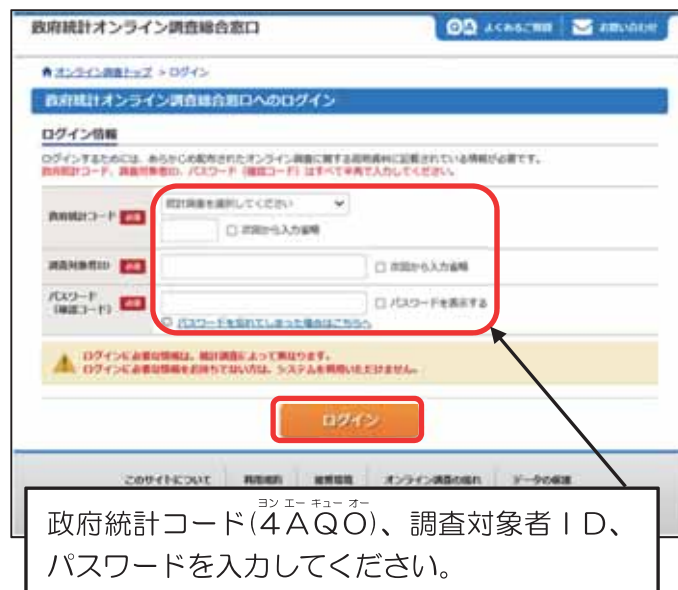 政府統計オンライン調査総合窓口
よくあるご質問 お問い合わせ
オンライン調査トップ > ログイン
政府統計オンライン調査総合窓口へのログイン
ログイン情報
ログインするためには、あらかじめ配布されたオンライン調査に関する説明資料に記載されている情報が必要です。
政府統計コード、調査対象者ID、パスワード(確認コード)はすべて半角で入力してください。
統計調査を選択してください
政府統計コード 必須
□ 次回から入力省略
調査対象者ID 必須 □ 次回から入力省略
パスワード
(確認コード) 必須 □ パスワードを表示する
パスワードを忘れてしまった場合はこちらへ
ログインに必要な情報は、統計調査によって異なります。
ログインに必要な情報をお持ちでない方は、システムを利用いただけません。
ログイン
このサイトについて 利用規約 推奨環境 オンライン調査の流れ データの保護
ヨン エー キュー オー
政府統計コード(4AQO)、調査対象者ID、
パスワードを入力してください。